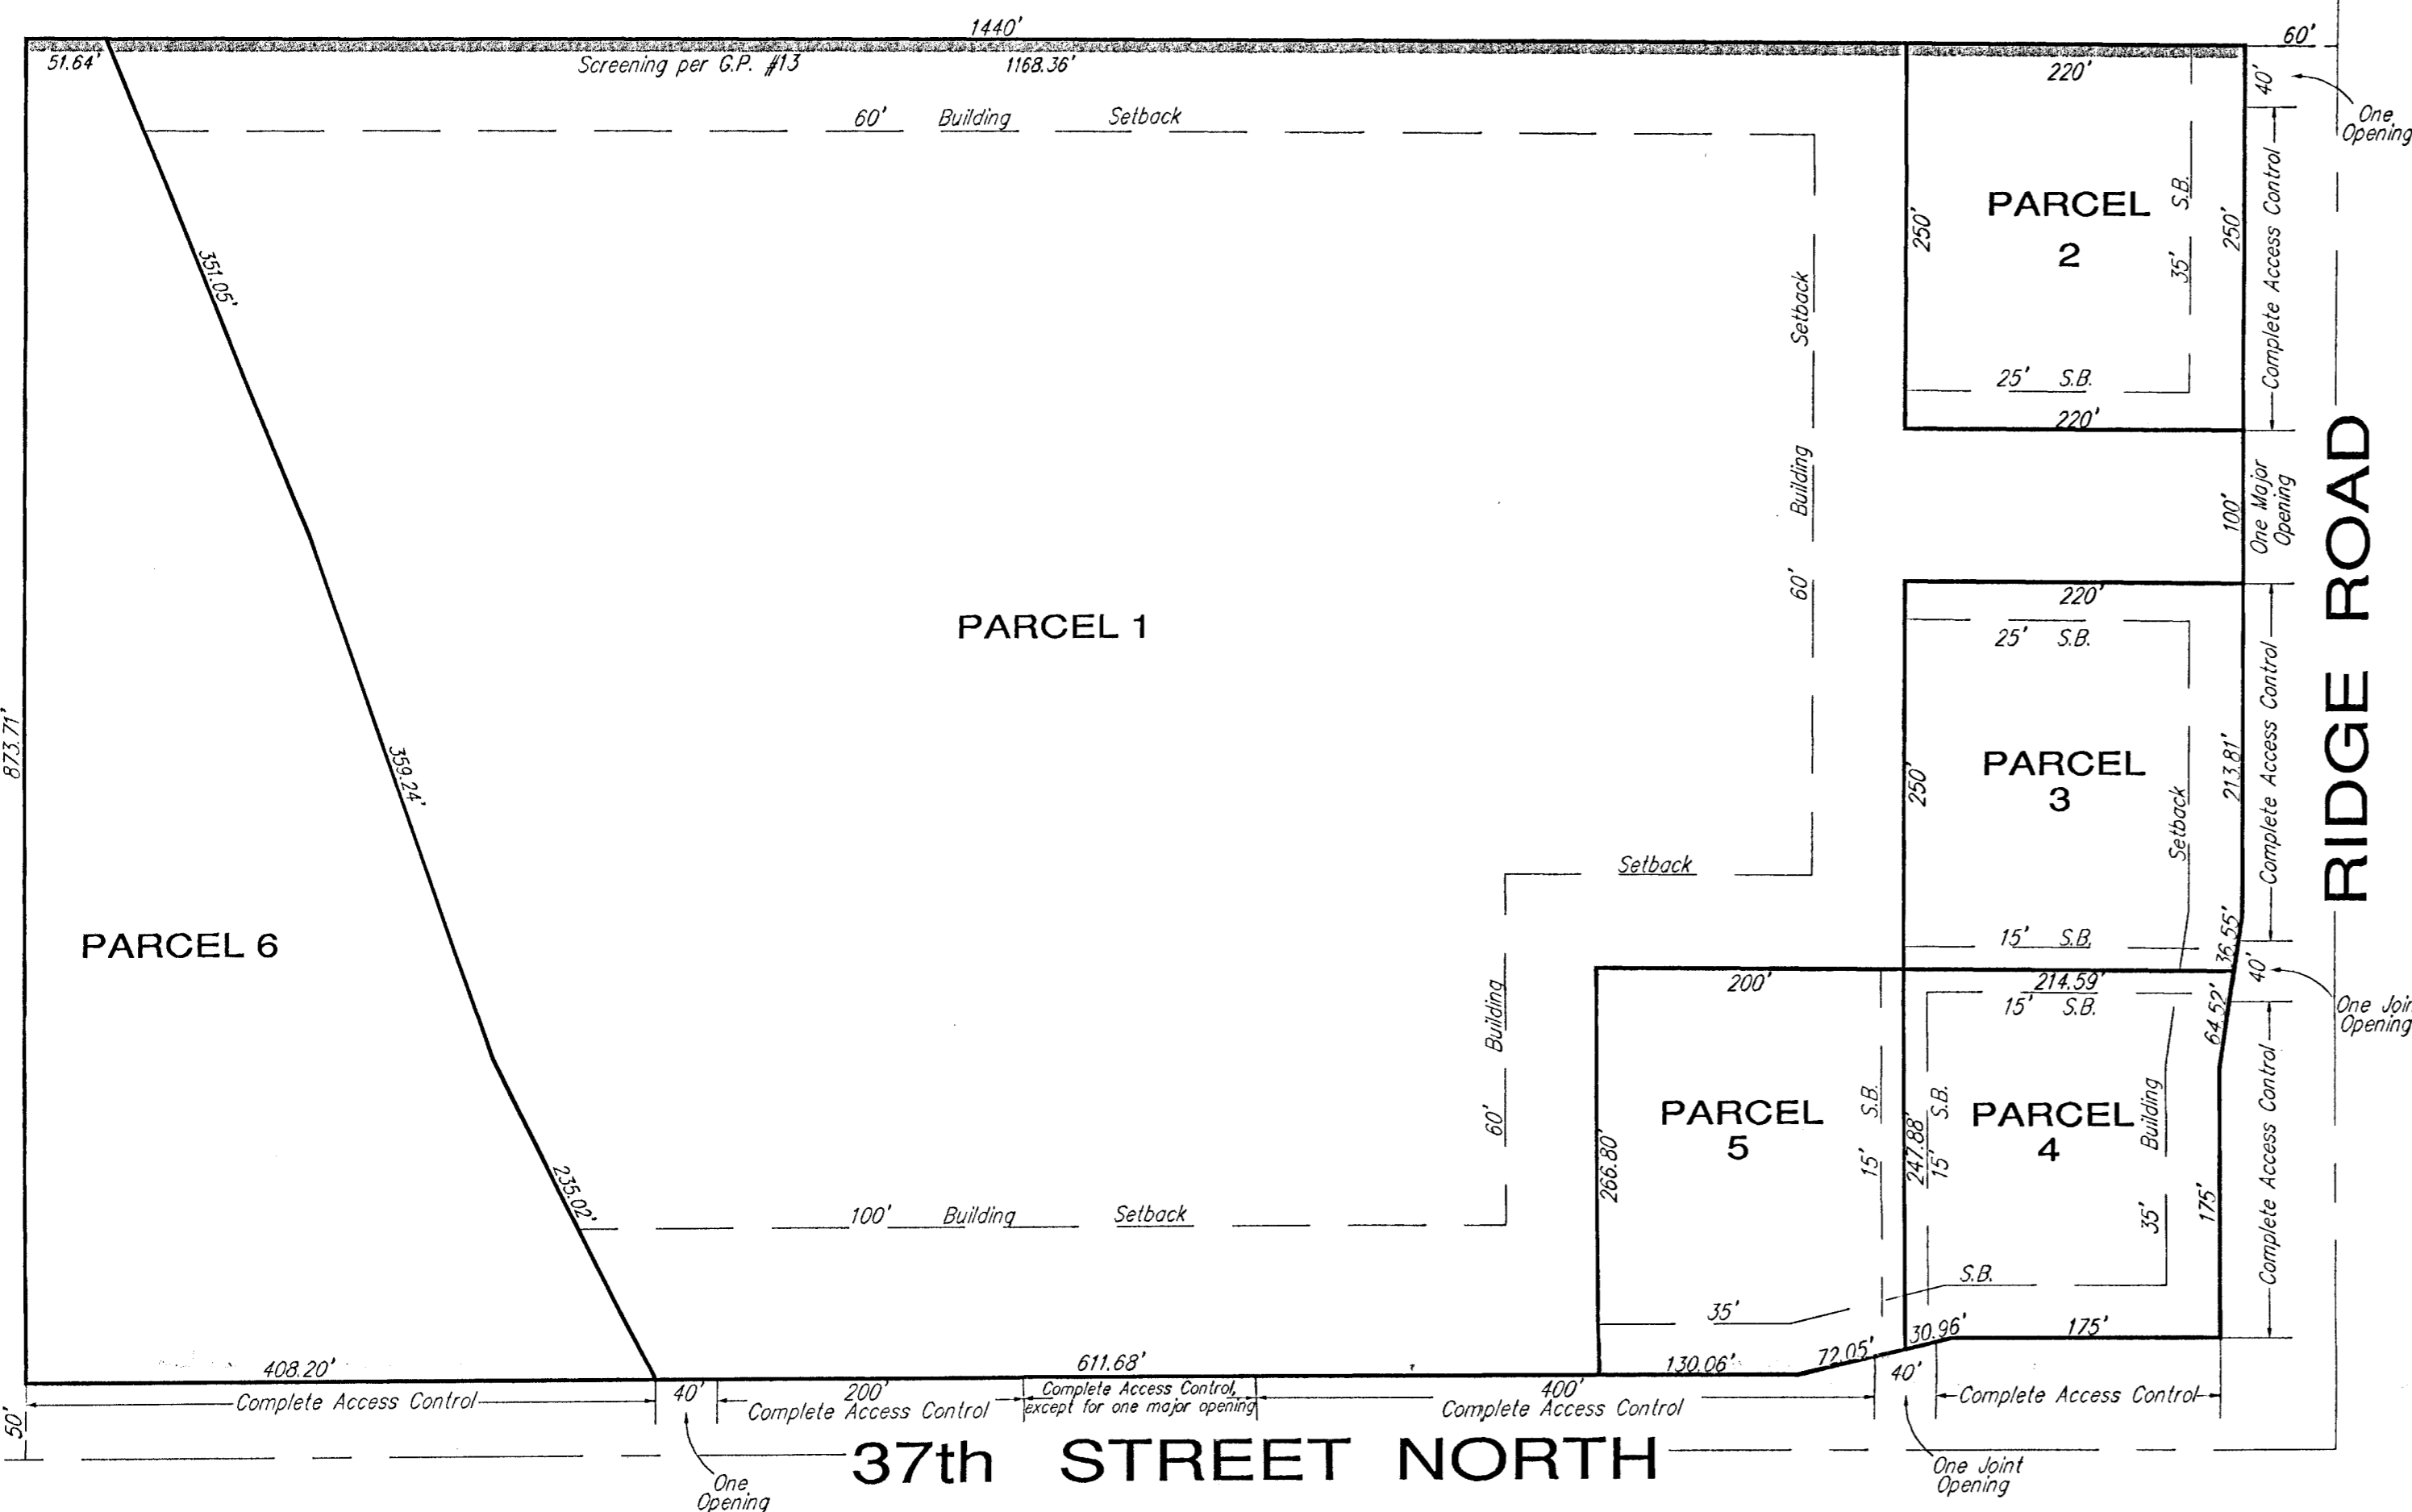 1440'
60'
51.64'
Screening per G.P. #13
1168.36'
220'
40'
One
Opening
60' Building Setback
PARCEL
2
250'
250'
S.B.
35'
Complete Access Control
351.05'
Setback
25' S.B.
220'
Building
100'
One Major
Opening
RIDGE ROAD
60'
220'
25' S.B.
PARCEL 1
873.71'
359.24'
PARCEL
3
250'
213.81'
Setback
Complete Access Control
Setback
PARCEL 6
15' S.B.
36.55'
40'
200'
214.59'
15' S.B.
64.52'
One
Opening
Building
60'
PARCEL
5
S.B.
15'
266.80'
247.88'
S.B.
15'
PARCEL
4
Building
35'
175'
Complete Access Control
235.02'
100' Building Setback
S.B.
35'
30.96'
175'
408.20'
611.68'
130.06'
72.05'
40'
Complete Access Control
40'
200'
Complete Access Control
Complete Access Control,
except for one major opening
400'
Complete Access Control
Complete Access Control
50'
37th STREET NORTH
One
Opening
One Joint
Opening